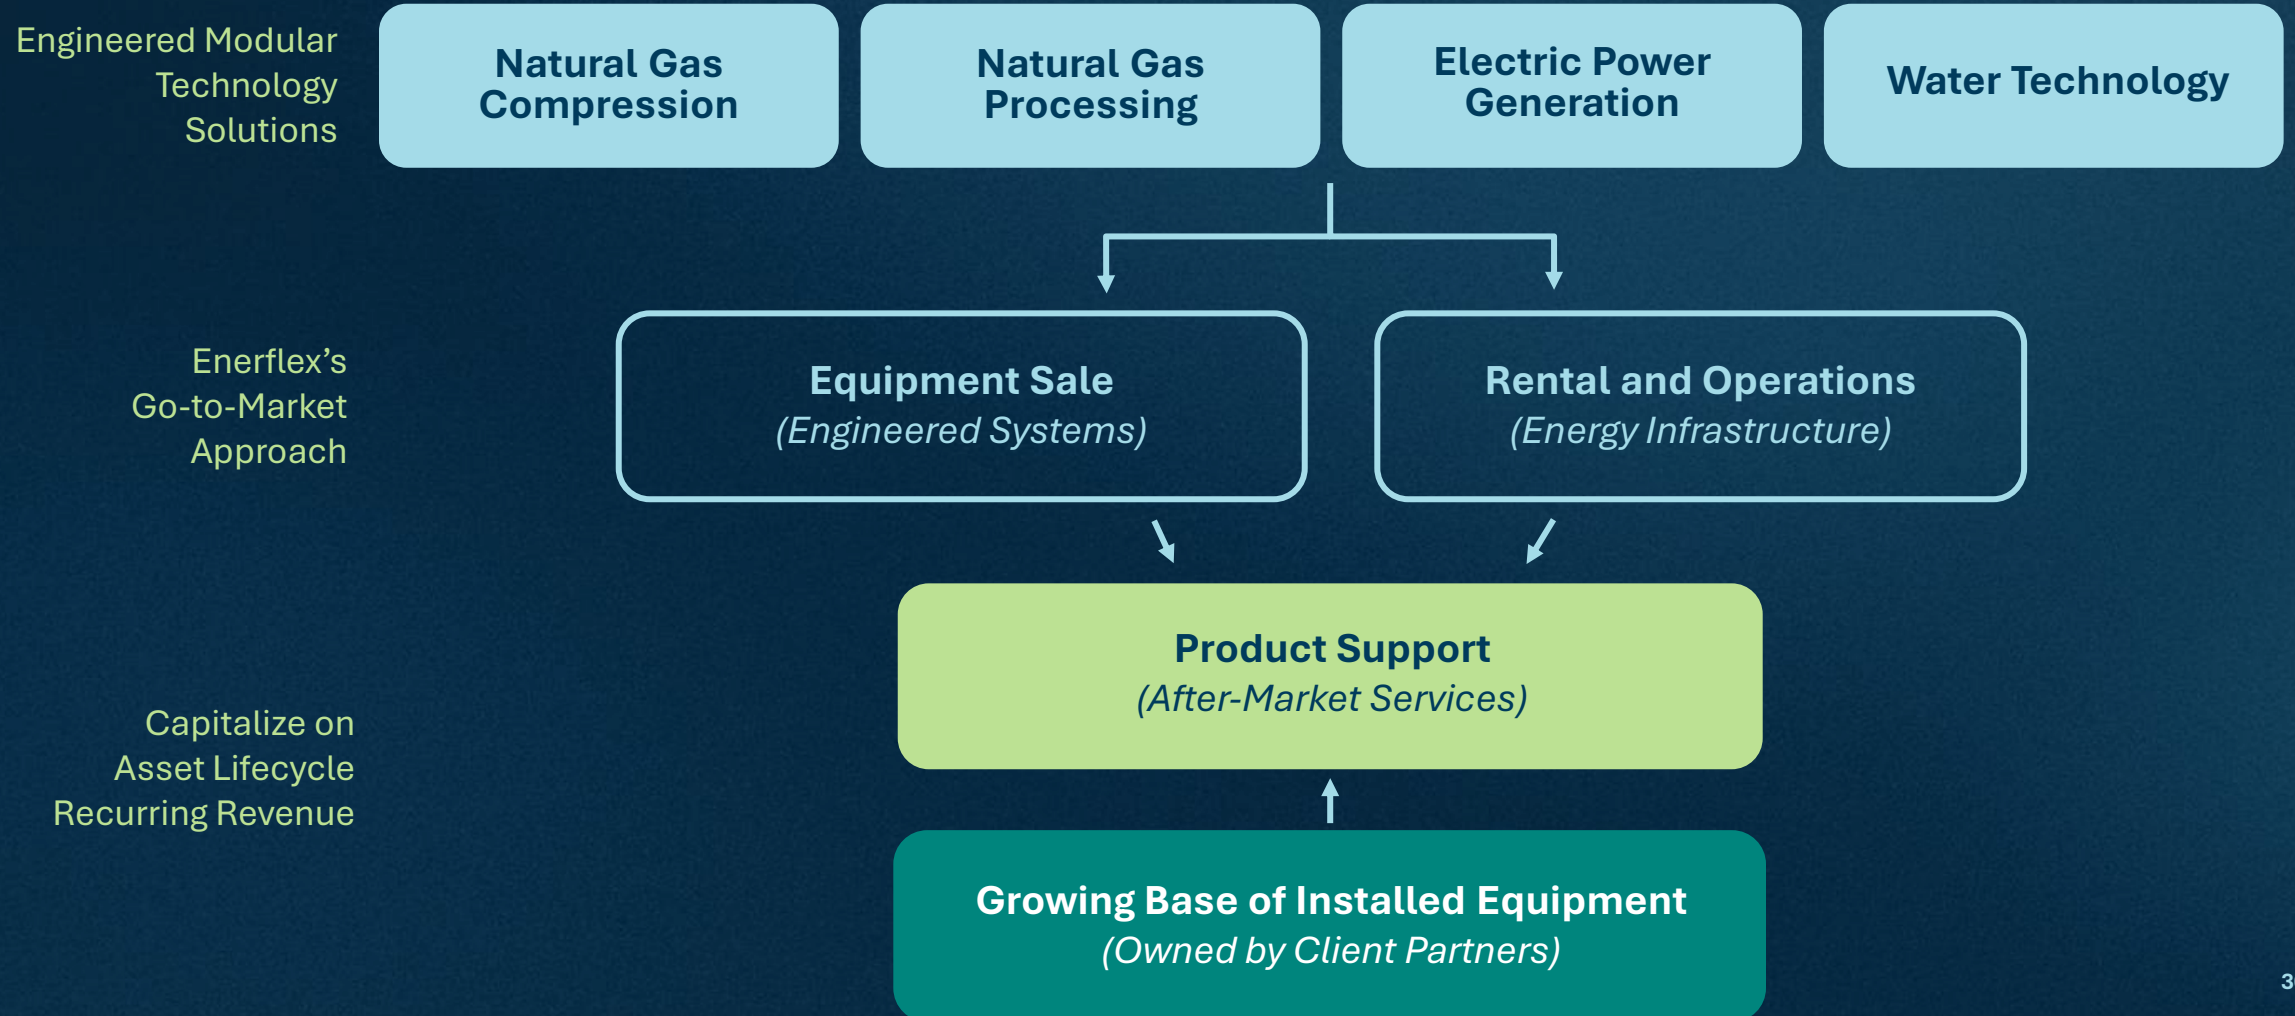 Engineered Modular
Technology
Solutions
Natural Gas
Compression
Natural Gas
Processing
Electric Power
Generation
Water Technology
Enerflex’s
Go-to-Market
Approach
Equipment Sale
(Engineered Systems)
Rental and Operations
(Energy Infrastructure)
Capitalize on
Asset Lifecycle
Recurring Revenue
Product Support
(After-Market Services)
Growing Base of Installed Equipment
(Owned by Client Partners)